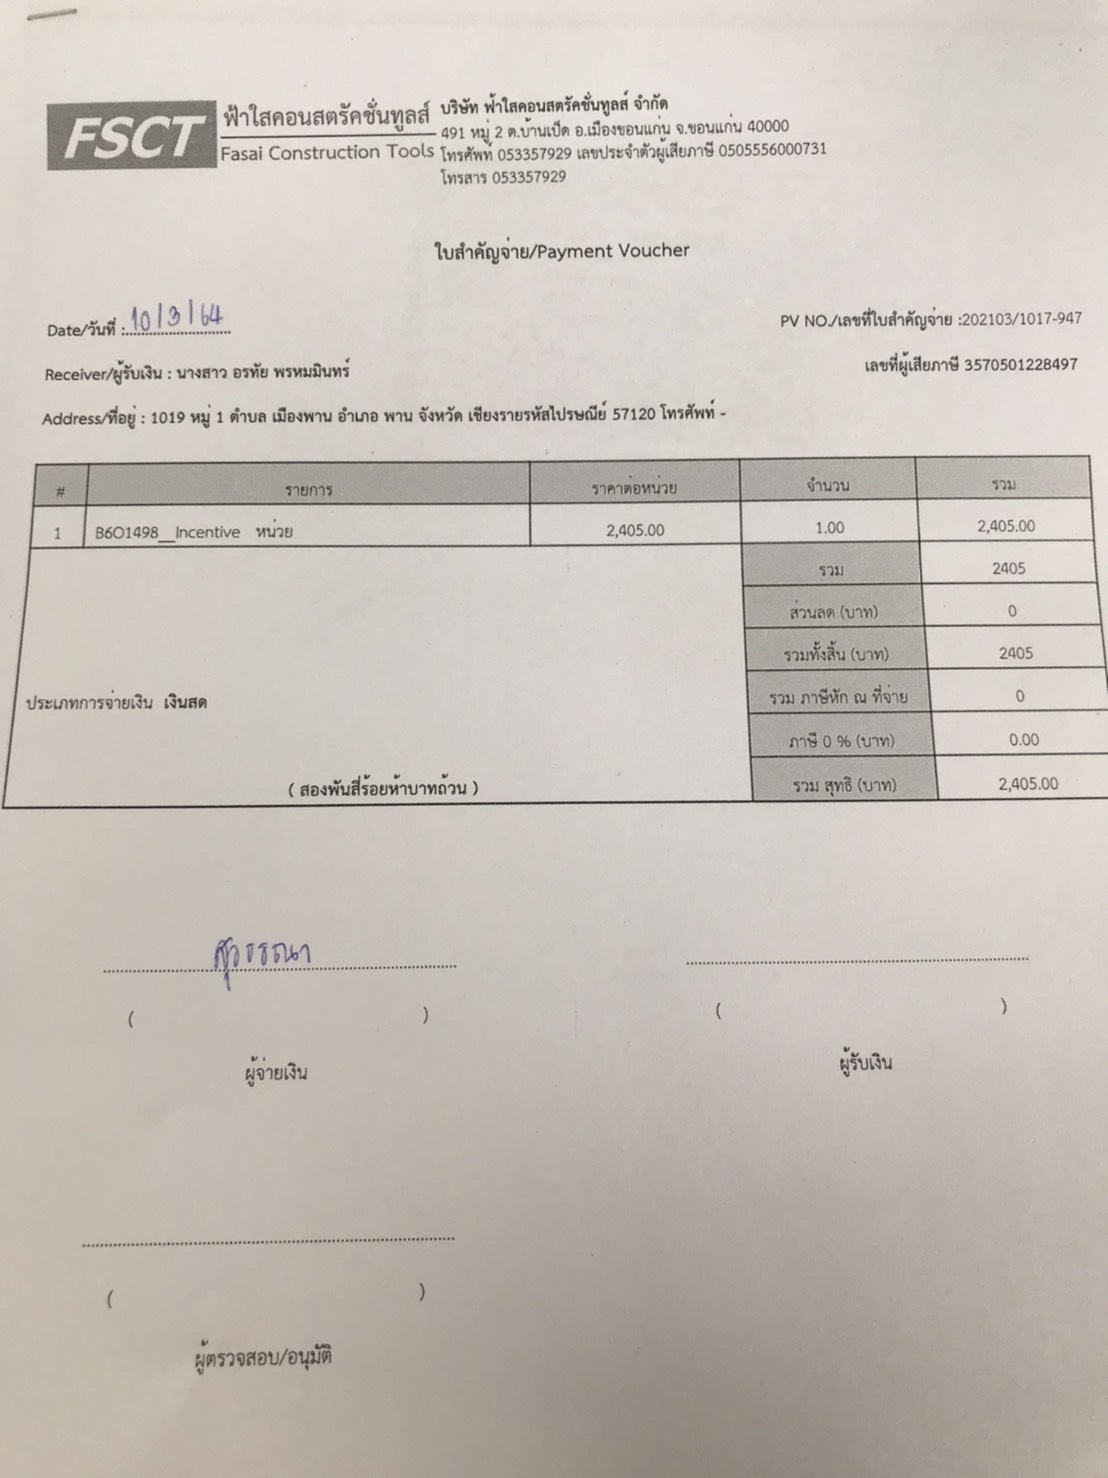 FSCT ฟ้าใสคอนสตรัคชั่นทูลส์
Fasai Construction Tools
บริษัท ฟ้าใสคอนสตรัคชั่นทูลส์ จำกัด
491 หมู่ 2 ต.บ้านเป็ด อ.เมืองขอนแก่น จ.ขอนแก่น 40000
โทรศัพท์ 053357929 เลขประจำตัวผู้เสียภาษี 0505556000731
โทรสาร 053357929
ใบสำคัญจ่าย/Payment Voucher
Date/วันที่ : 10/3/64
PV NO./เลขที่ใบสำคัญจ่าย :202103/1017-947
Receiver/ผู้รับเงิน : นางสาว อรทัย พรหมมินทร์
เลขที่ผู้เสียภาษี 3570501228497
Address/ที่อยู่ : 1019 หมู่ 1 ตำบล เมืองพาน อำเภอ พาน จังหวัด เชียงรายรหัสไปรษณีย์ 57120 โทรศัพท์ -
# รายการ ราคาต่อหน่วย จำนวน รวม
1 B6O1498__Incentive หน่วย 2,405.00 1.00 2,405.00
รวม 2405
ส่วนลด (บาท) 0
รวมทั้งสิ้น (บาท) 2405
ประเภทการจ่ายเงิน เงินสด รวม ภาษีหัก ณ ที่จ่าย 0
ภาษี 0 % (บาท) 0.00
( สองพันสี่ร้อยห้าบาทถ้วน ) รวม สุทธิ (บาท) 2,405.00
สุวรรณา
( ) ( )
ผู้จ่ายเงิน ผู้รับเงิน
( )
ผู้ตรวจสอบ/อนุมัติ